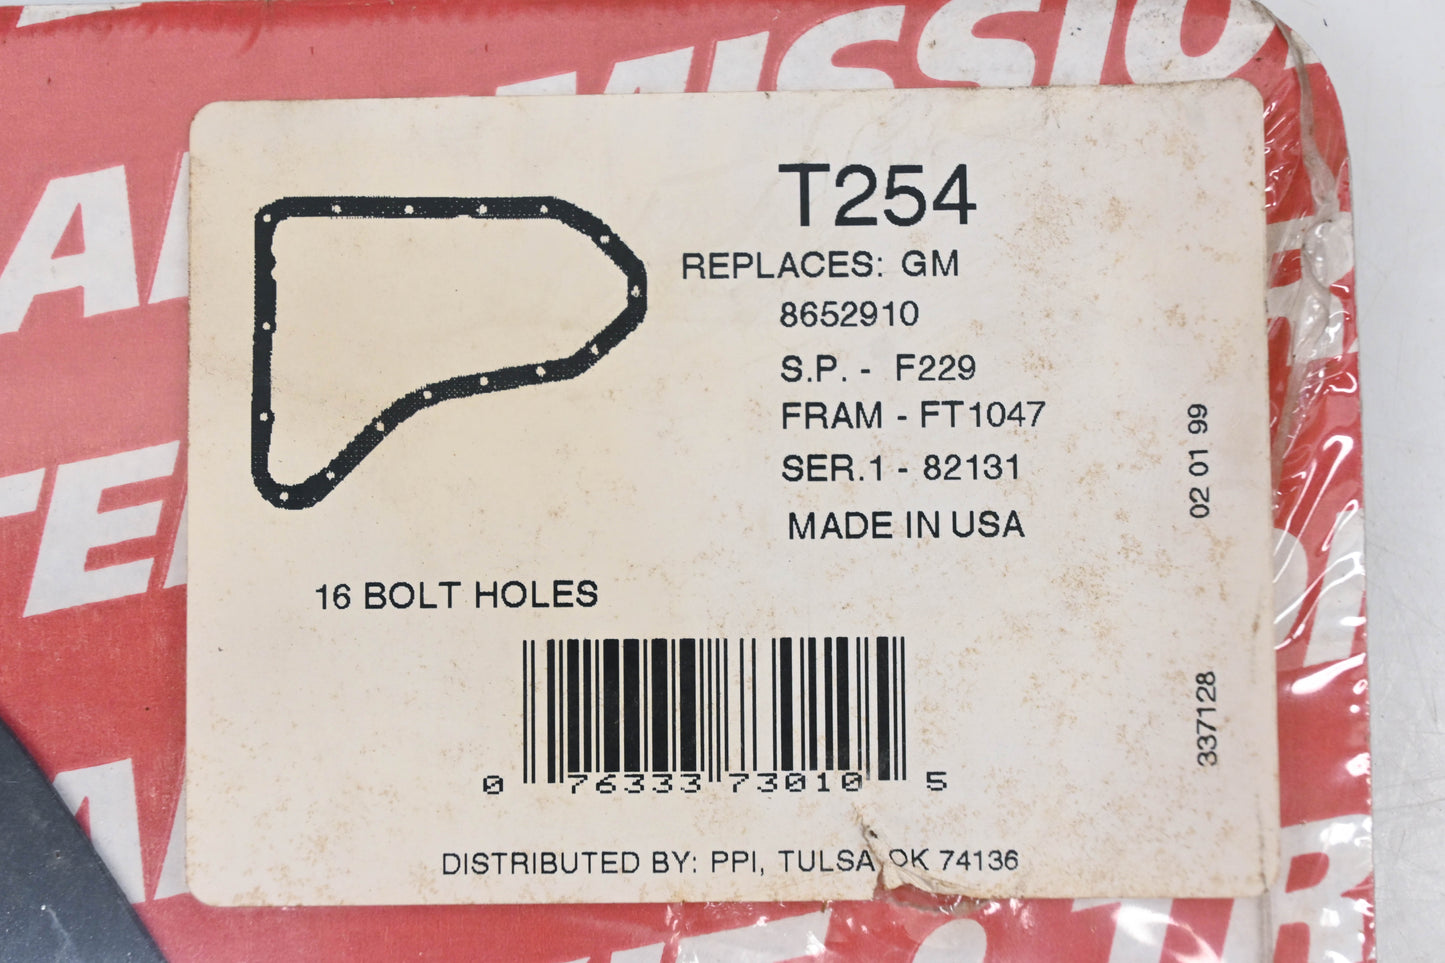 MISSION
T254
REPLACES: GM
8652910
S.P. - F229
FRAM - FT1047
SER.1 - 82131
MADE IN USA
16 BOLT HOLES
0 76333 73010 5
DISTRIBUTED BY: PPI, TULSA OK 74136
02 01 99
337128